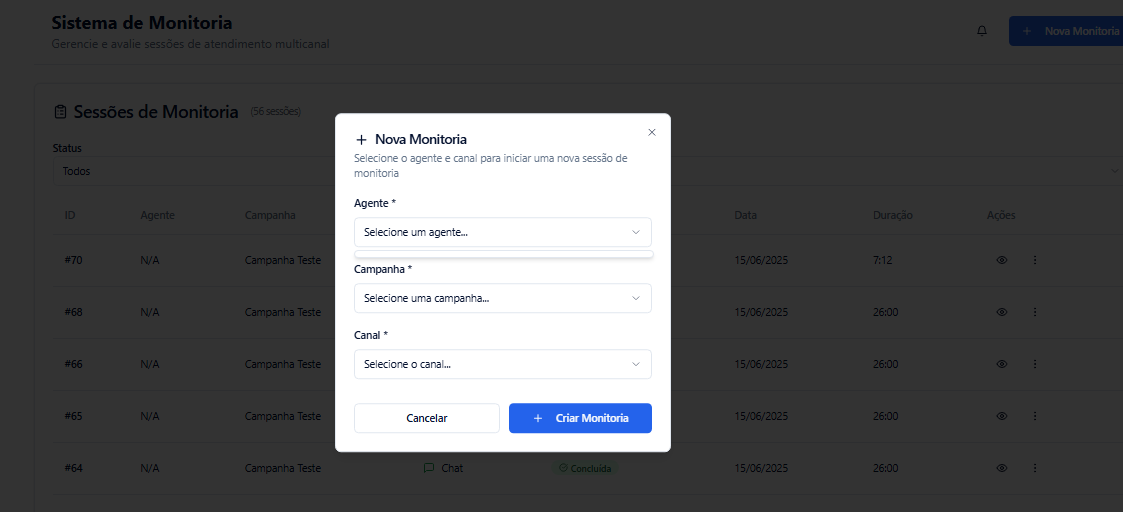 Sistema de Monitoria
Gerencie e avalie sessões de atendimento multicanal
Nova Monitoria
Sessões de Monitoria (56 sessões)
Status
Todos
ID Agente Campanha Data Duração Ações
#70 N/A Campanha Teste 15/06/2025 7:12
#68 N/A Campanha Teste 15/06/2025 26:00
#66 N/A Campanha Teste 15/06/2025 26:00
#65 N/A Campanha Teste 15/06/2025 26:00
#64 N/A Campanha Teste Chat Concluída 15/06/2025 26:00
Nova Monitoria
Selecione o agente e canal para iniciar uma nova sessão de
monitoria
Agente *
Selecione um agente...
Campanha *
Selecione uma campanha...
Canal *
Selecione o canal...
Cancelar
Criar Monitoria